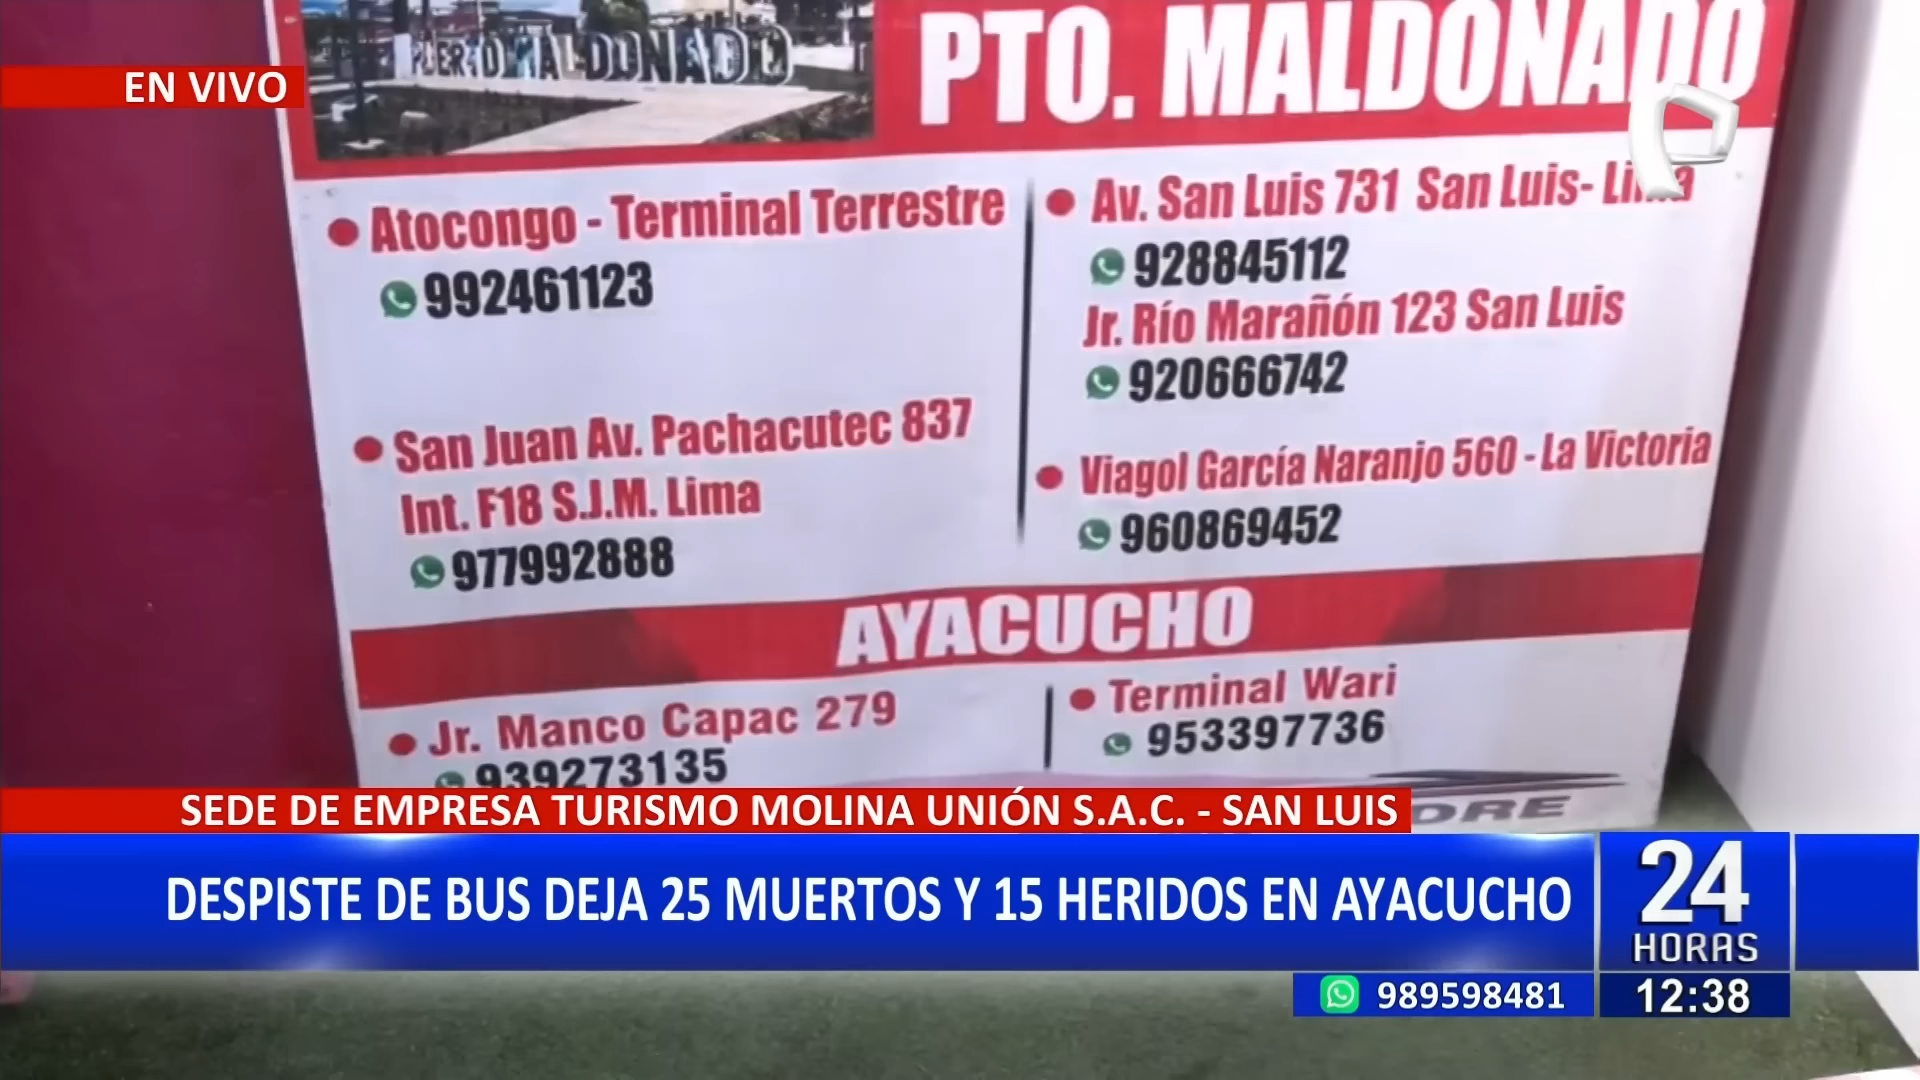 EN VIVO
PUERTO MALDONADO
PTO. MALDONADO
Atocongo - Terminal Terrestre
992461123
San Juan Av. Pachacutec 837
Int. F18 S.J.M. Lima
977992888
Av. San Luis 731 San Luis- Lima
928845112
Jr. Río Marañón 123 San Luis
920666742
Viagol García Naranjo 560 - La Victoria
960869452
AYACUCHO
Jr. Manco Capac 279
939273135
Terminal Wari
953397736
SEDE DE EMPRESA TURISMO MOLINA UNIÓN S.A.C. - SAN LUIS
DESPISTE DE BUS DEJA 25 MUERTOS Y 15 HERIDOS EN AYACUCHO
24
HORAS
989598481
12:38